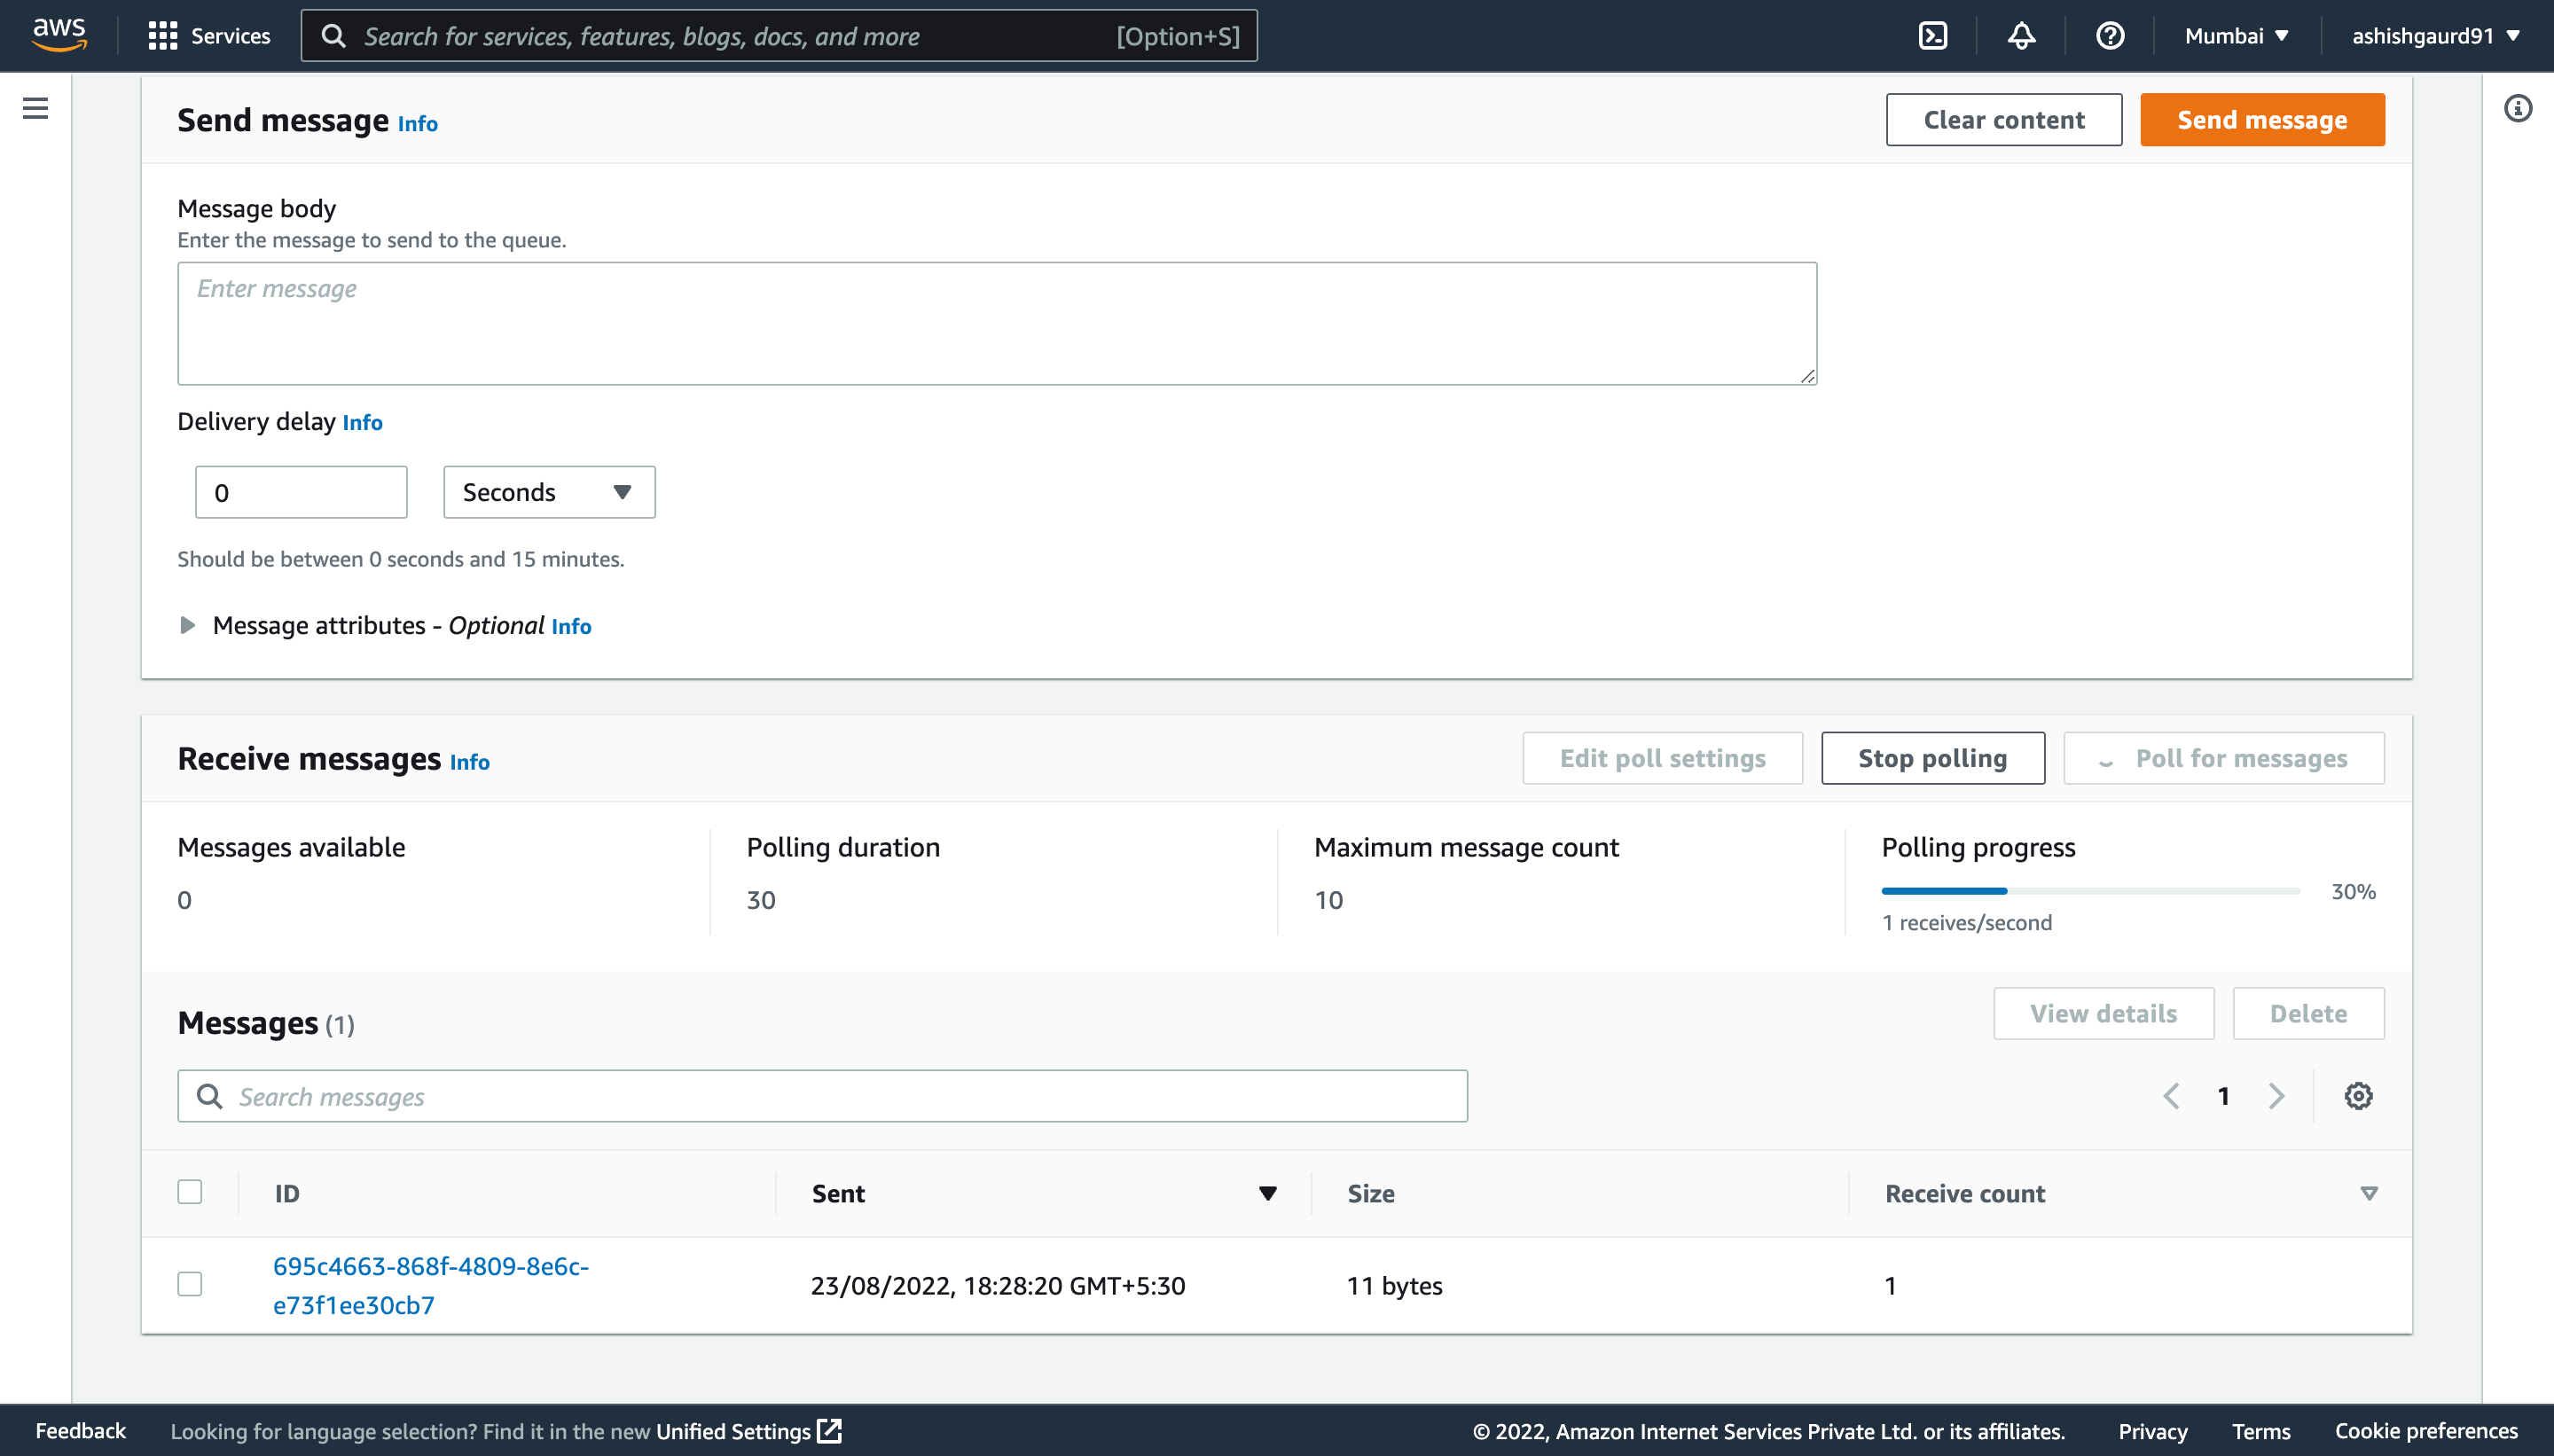 aws
Services
Search for services, features, blogs, docs, and more
[Option+S]
Mumbai
ashishgaurd91
Send message Info
Clear content
Send message
Message body
Enter the message to send to the queue.
Enter message
Delivery delay Info
0
Seconds
Should be between 0 seconds and 15 minutes.
Message attributes - Optional Info
Receive messages Info
Edit poll settings
Stop polling
Poll for messages
Messages available
0
Polling duration
30
Maximum message count
10
Polling progress
30%
1 receives/second
Messages (1)
View details
Delete
Search messages
1
ID
Sent
Size
Receive count
695c4663-868f-4809-8e6c-
e73f1ee30cb7
23/08/2022, 18:28:20 GMT+5:30
11 bytes
1
Feedback
Looking for language selection? Find it in the new Unified Settings
© 2022, Amazon Internet Services Private Ltd. or its affiliates.
Privacy
Terms
Cookie preferences